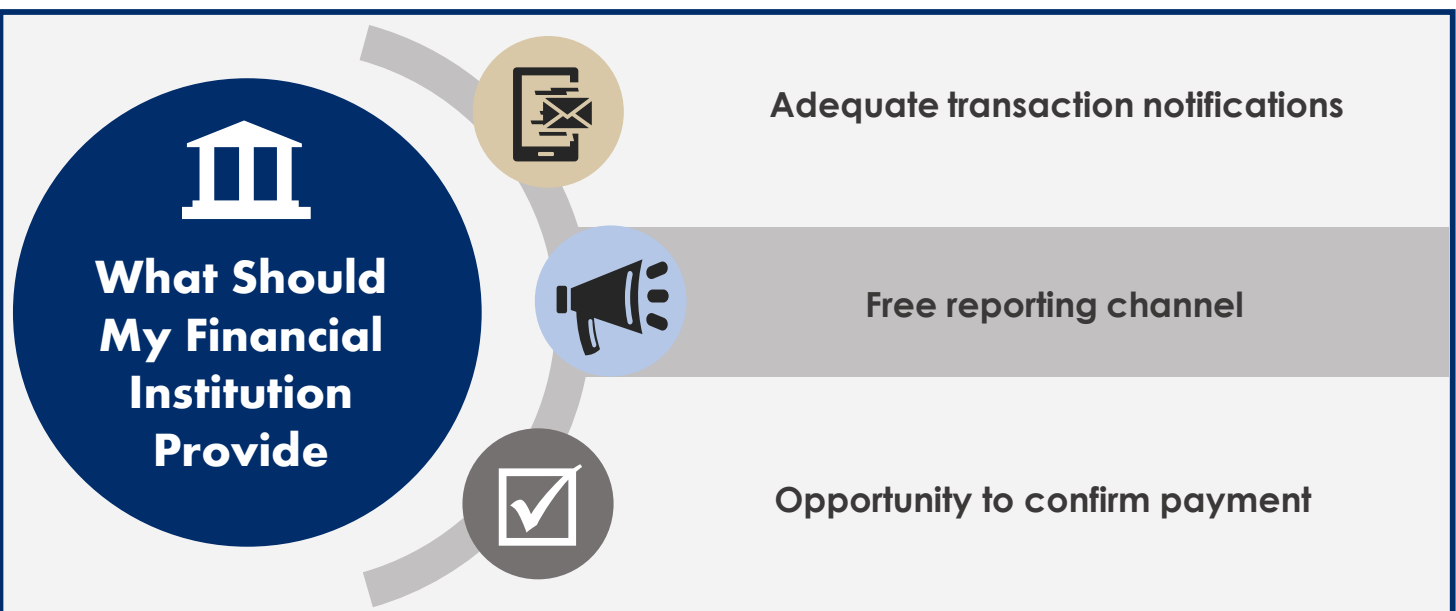 What Should
My Financial
Institution
Provide
Adequate transaction notifications
Free reporting channel
Opportunity to confirm payment